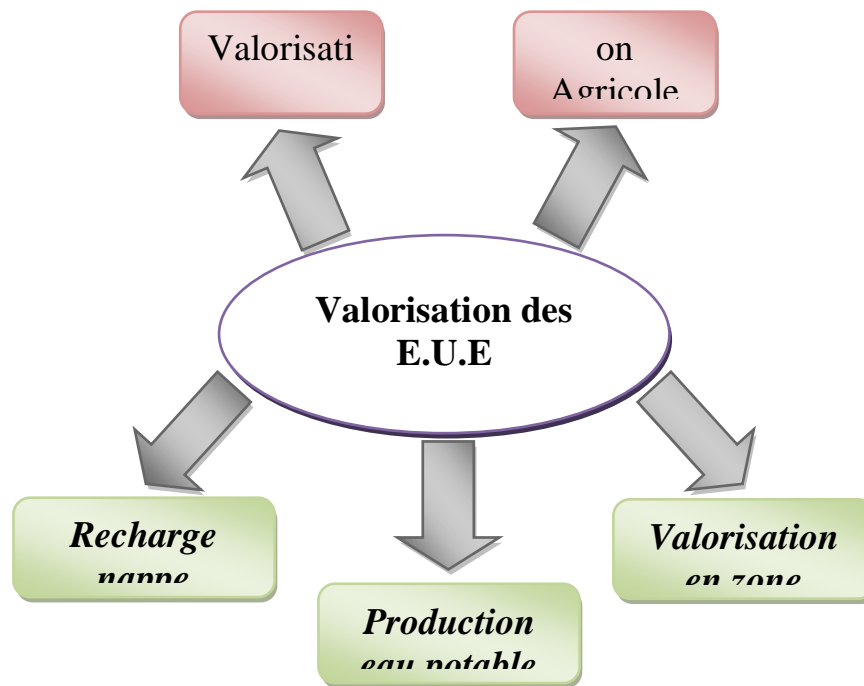 Valorisati
on
Agricole
Valorisation des
E.U.E
Recharge
nappe
Valorisation
en zone
Production
eau potable